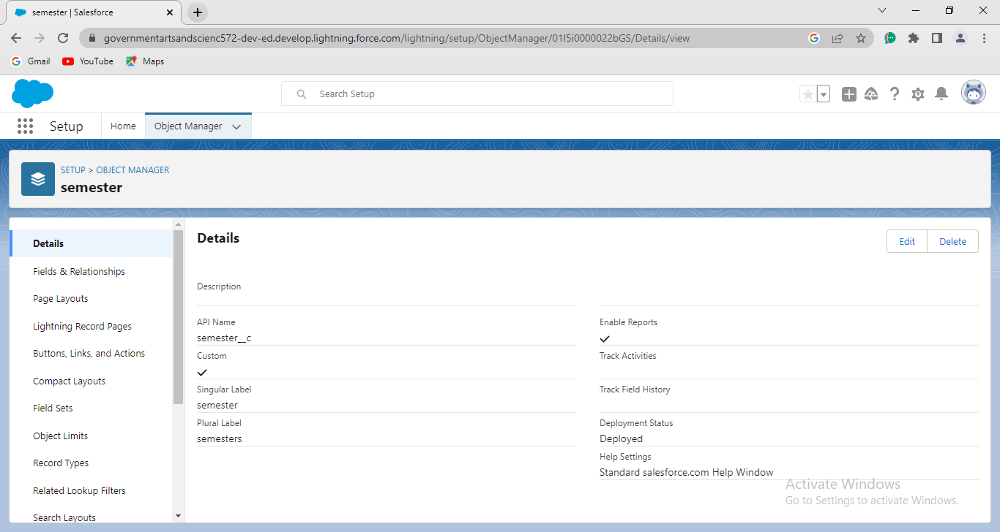 semester | Salesforce
governmentartsandscienc572-dev-ed.develop.lightning.force.com/lightning/setup/ObjectManager/01I5i0000022bGS/Details/view
Gmail YouTube Maps
Search Setup
Setup Home Object Manager
SETUP > OBJECT MANAGER
semester
Details
Fields & Relationships
Page Layouts
Lightning Record Pages
Buttons, Links, and Actions
Compact Layouts
Field Sets
Object Limits
Record Types
Related Lookup Filters
Search Layouts
Details
Edit Delete
Description
API Name
semester__c
Custom
Singular Label
semester
Plural Label
semesters
Enable Reports
Track Activities
Track Field History
Deployment Status
Deployed
Help Settings
Standard salesforce.com Help Window
Activate Windows
Go to Settings to activate Windows.